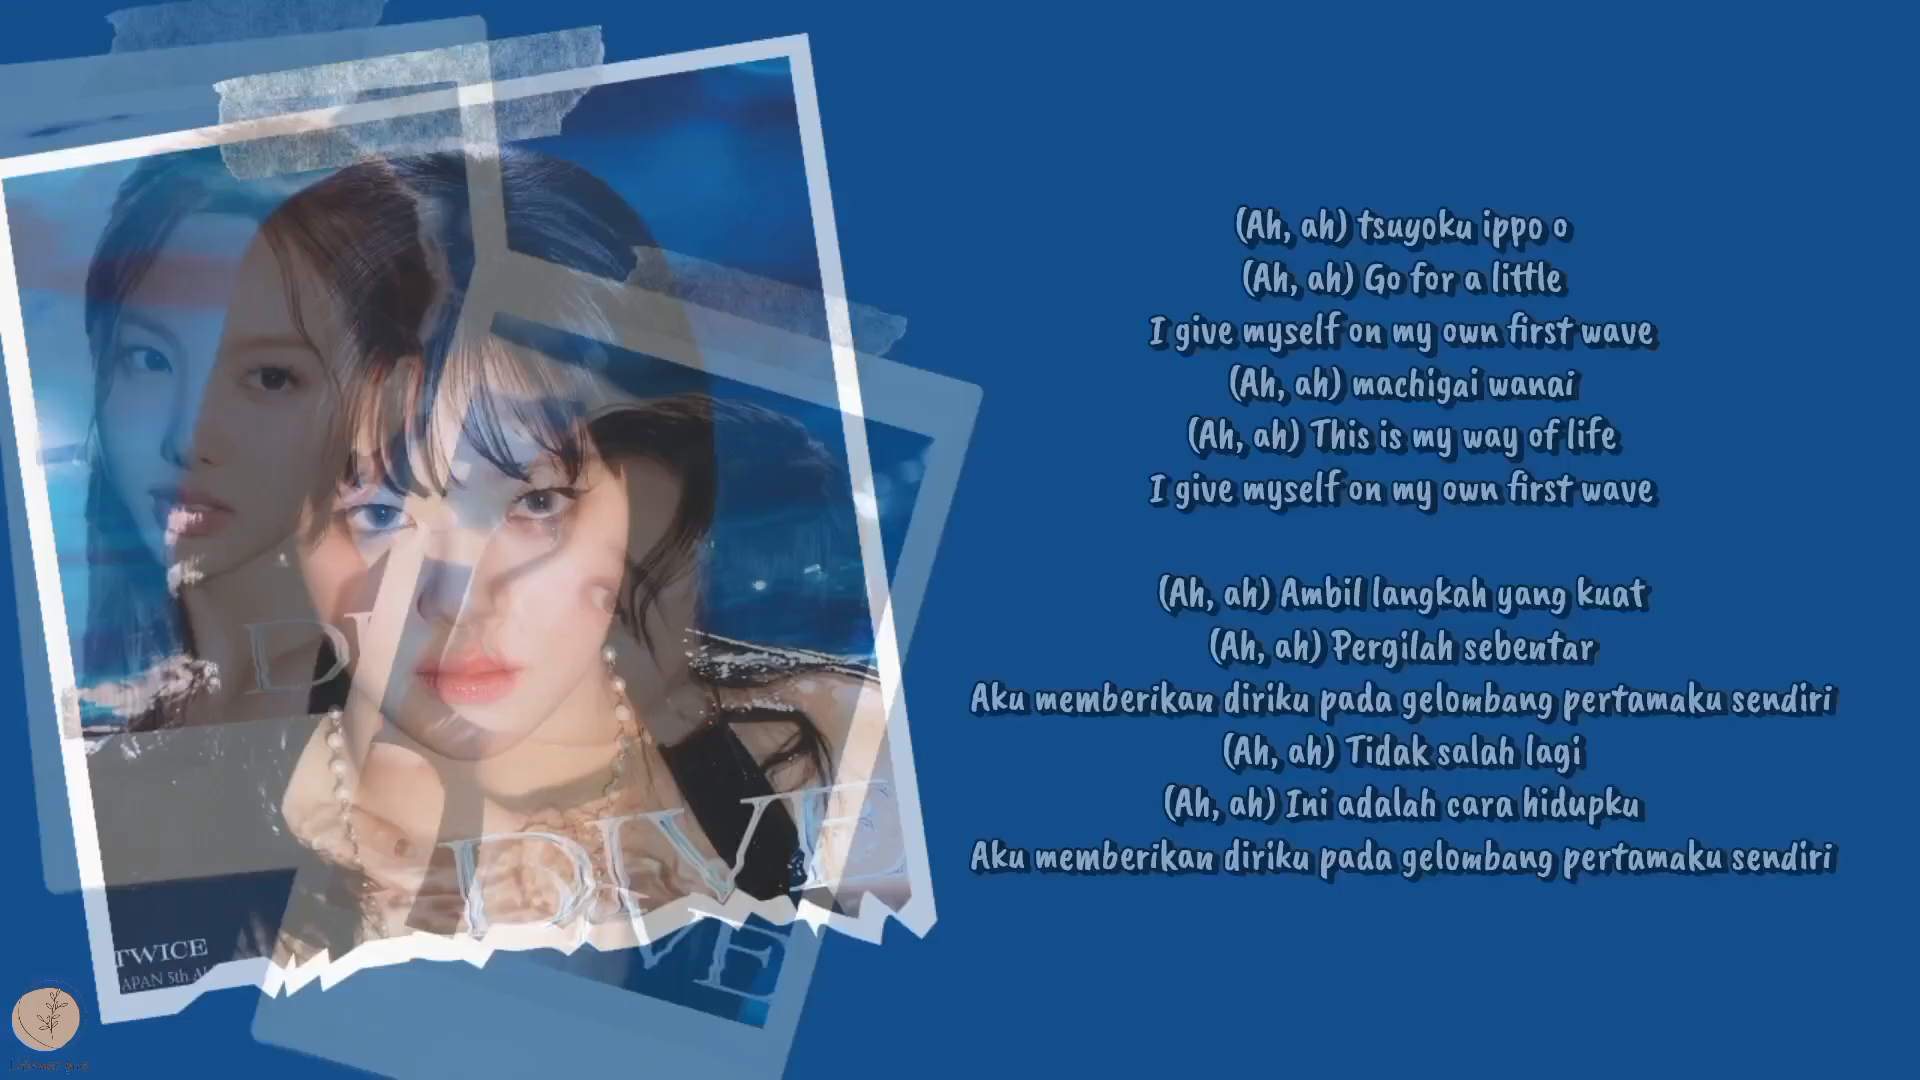 (Ah, ah) tsuyoku ippo o
(Ah, ah) Go for a little
I give myself on my own first wave
(Ah, ah) machigai wanai
(Ah, ah) This is my way of life
I give myself on my own first wave
(Ah, ah) Ambil langkah yang kuat
(Ah, ah) Pergilah sebentar
Aku memberikan diriku pada gelombang pertamaku sendiri
(Ah, ah) Tidak salah lagi
(Ah, ah) Ini adalah cara hidupku
Aku memberikan diriku pada gelombang pertamaku sendiri
DIVE
TWICE
JAPAN 5th